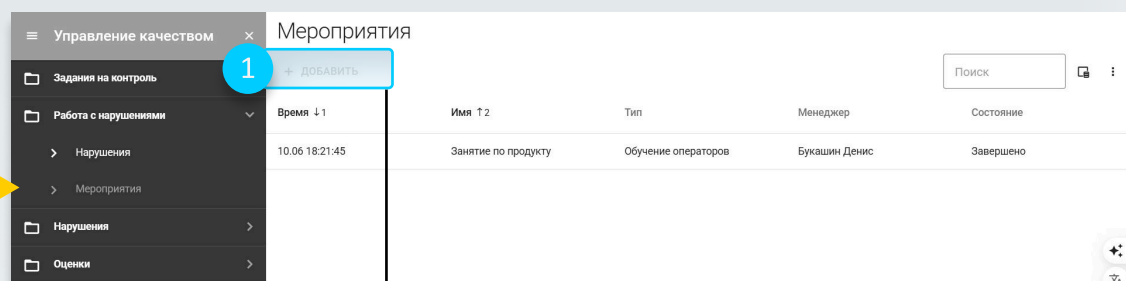 Управление качеством
Задания на контроль
Работа с нарушениями
Нарушения
Мероприятия
Нарушения
Оценки
Мероприятия
1
+ ДОБАВИТЬ
Поиск
Время ↓1 Имя ↑2 Тип Менеджер Состояние
10.06 18:21:45 Занятие по продукту Обучение операторов Букашин Денис Завершено